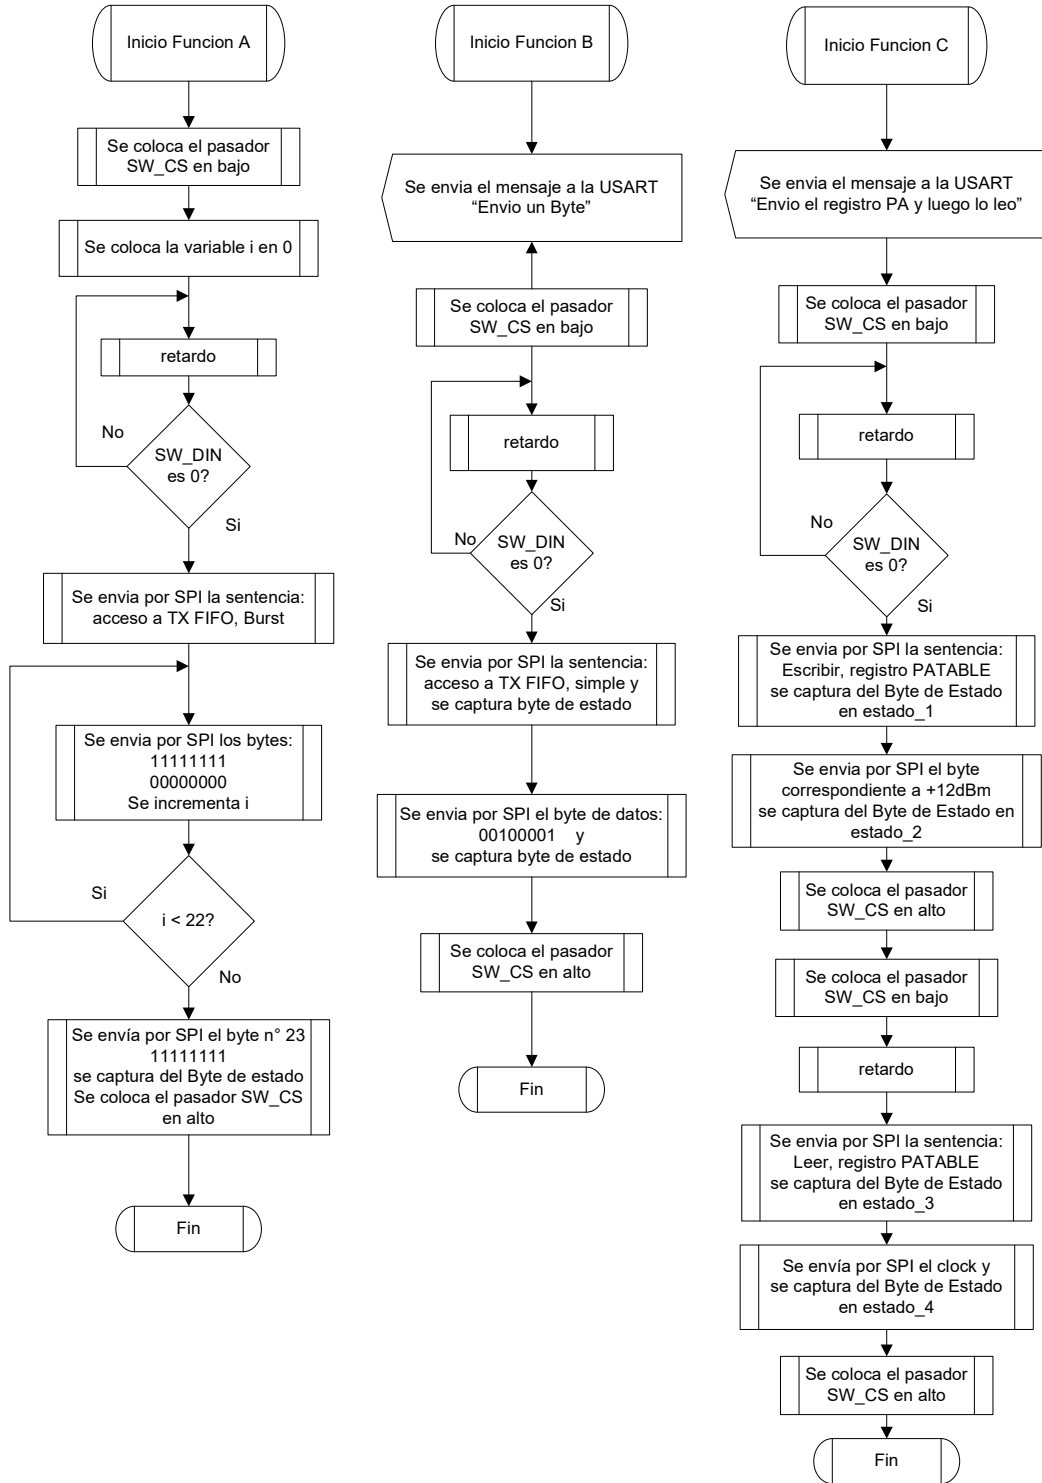 Inicio Funcion A
Se coloca el pasador
SW_CS en bajo
Se coloca la variable i en 0
retardo
No
SW_DIN
es 0?
Si
Se envia por SPI la sentencia:
acceso a TX FIFO, Burst
Se envia por SPI los bytes:
11111111
00000000
Se incrementa i
Si
i < 22?
No
Se envía por SPI el byte n° 23
11111111
se captura del Byte de estado
Se coloca el pasador SW_CS
en alto
Fin
Inicio Funcion B
Se envia el mensaje a la USART
“Envio un Byte”
Se coloca el pasador
SW_CS en bajo
retardo
No
SW_DIN
es 0?
Si
Se envia por SPI la sentencia:
acceso a TX FIFO, simple y
se captura byte de estado
Se envia por SPI el byte de datos:
00100001 y
se captura byte de estado
Se coloca el pasador
SW_CS en alto
Fin
Inicio Funcion C
Se envia el mensaje a la USART
“Envio el registro PA y luego lo leo”
Se coloca el pasador
SW_CS en bajo
retardo
No
SW_DIN
es 0?
Si
Se envia por SPI la sentencia:
Escribir, registro PATABLE
se captura del Byte de Estado
en estado_1
Se envia por SPI el byte
correspondiente a +12dBm
se captura del Byte de Estado en
estado_2
Se coloca el pasador
SW_CS en alto
Se coloca el pasador
SW_CS en bajo
retardo
Se envia por SPI la sentencia:
Leer, registro PATABLE
se captura del Byte de Estado
en estado_3
Se envía por SPI el clock y
se captura del Byte de Estado
en estado_4
Se coloca el pasador
SW_CS en alto
Fin